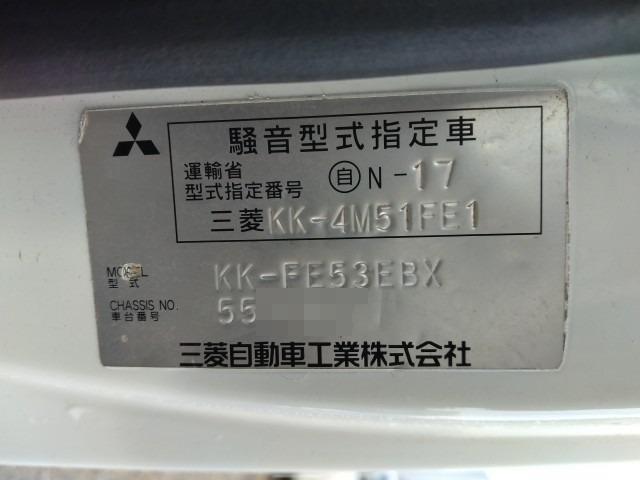 騒音型式指定車
運輸省
型式指定番号 自 N-17
三菱 KK-4M51FE1
MODEL
型式 KK-FE53EBX
CHASSIS NO.
車台番号 55
三菱自動車工業株式会社